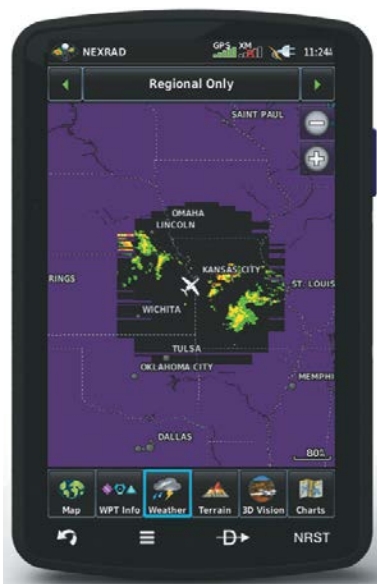 NEXRAD GPS XM 11:24
Regional Only
SAINT PAUL
OMAHA
LINCOLN
RINGS
KANSAS CITY
ST. LOUIS
WICHITA
TULSA
OKLAHOMA CITY
MEMPHI
DALLAS
80
Map WPT Info Weather Terrain 3D Vision Charts
NRST